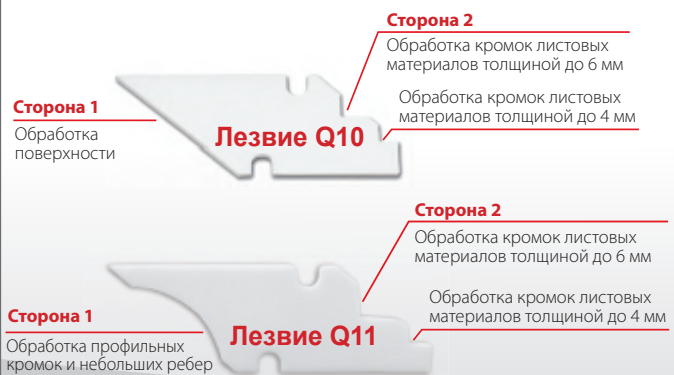 Сторона 2
Обработка кромок листовых
материалов толщиной до 6 мм
Обработка кромок листовых
материалов толщиной до 4 мм
Сторона 1
Обработка
поверхности
Лезвие Q10
Сторона 2
Обработка кромок листовых
материалов толщиной до 6 мм
Обработка кромок листовых
материалов толщиной до 4 мм
Сторона 1
Обработка профильных
кромок и небольших ребер
Лезвие Q11